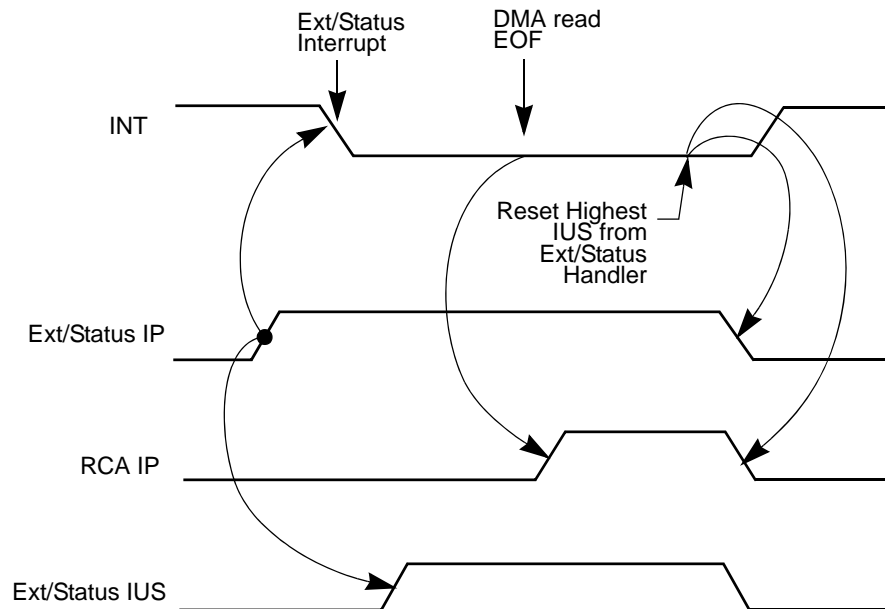 Ext/Status
Interrupt
DMA read
EOF
INT
Reset Highest
IUS from
Ext/Status
Handler
Ext/Status IP
RCA IP
Ext/Status IUS